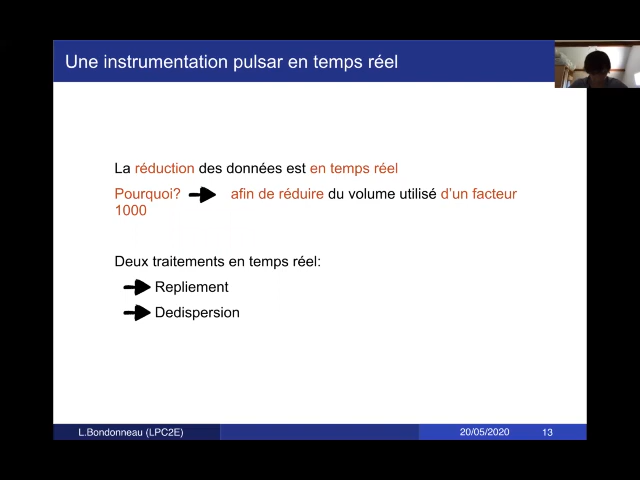 Une instrumentation pulsar en temps réel
La réduction des données est en temps réel
Pourquoi? afin de réduire du volume utilisé d'un facteur
1000
Deux traitements en temps réel:
Repliement
Dedispersion
L.Bondonneau (LPC2E) 20/05/2020 13